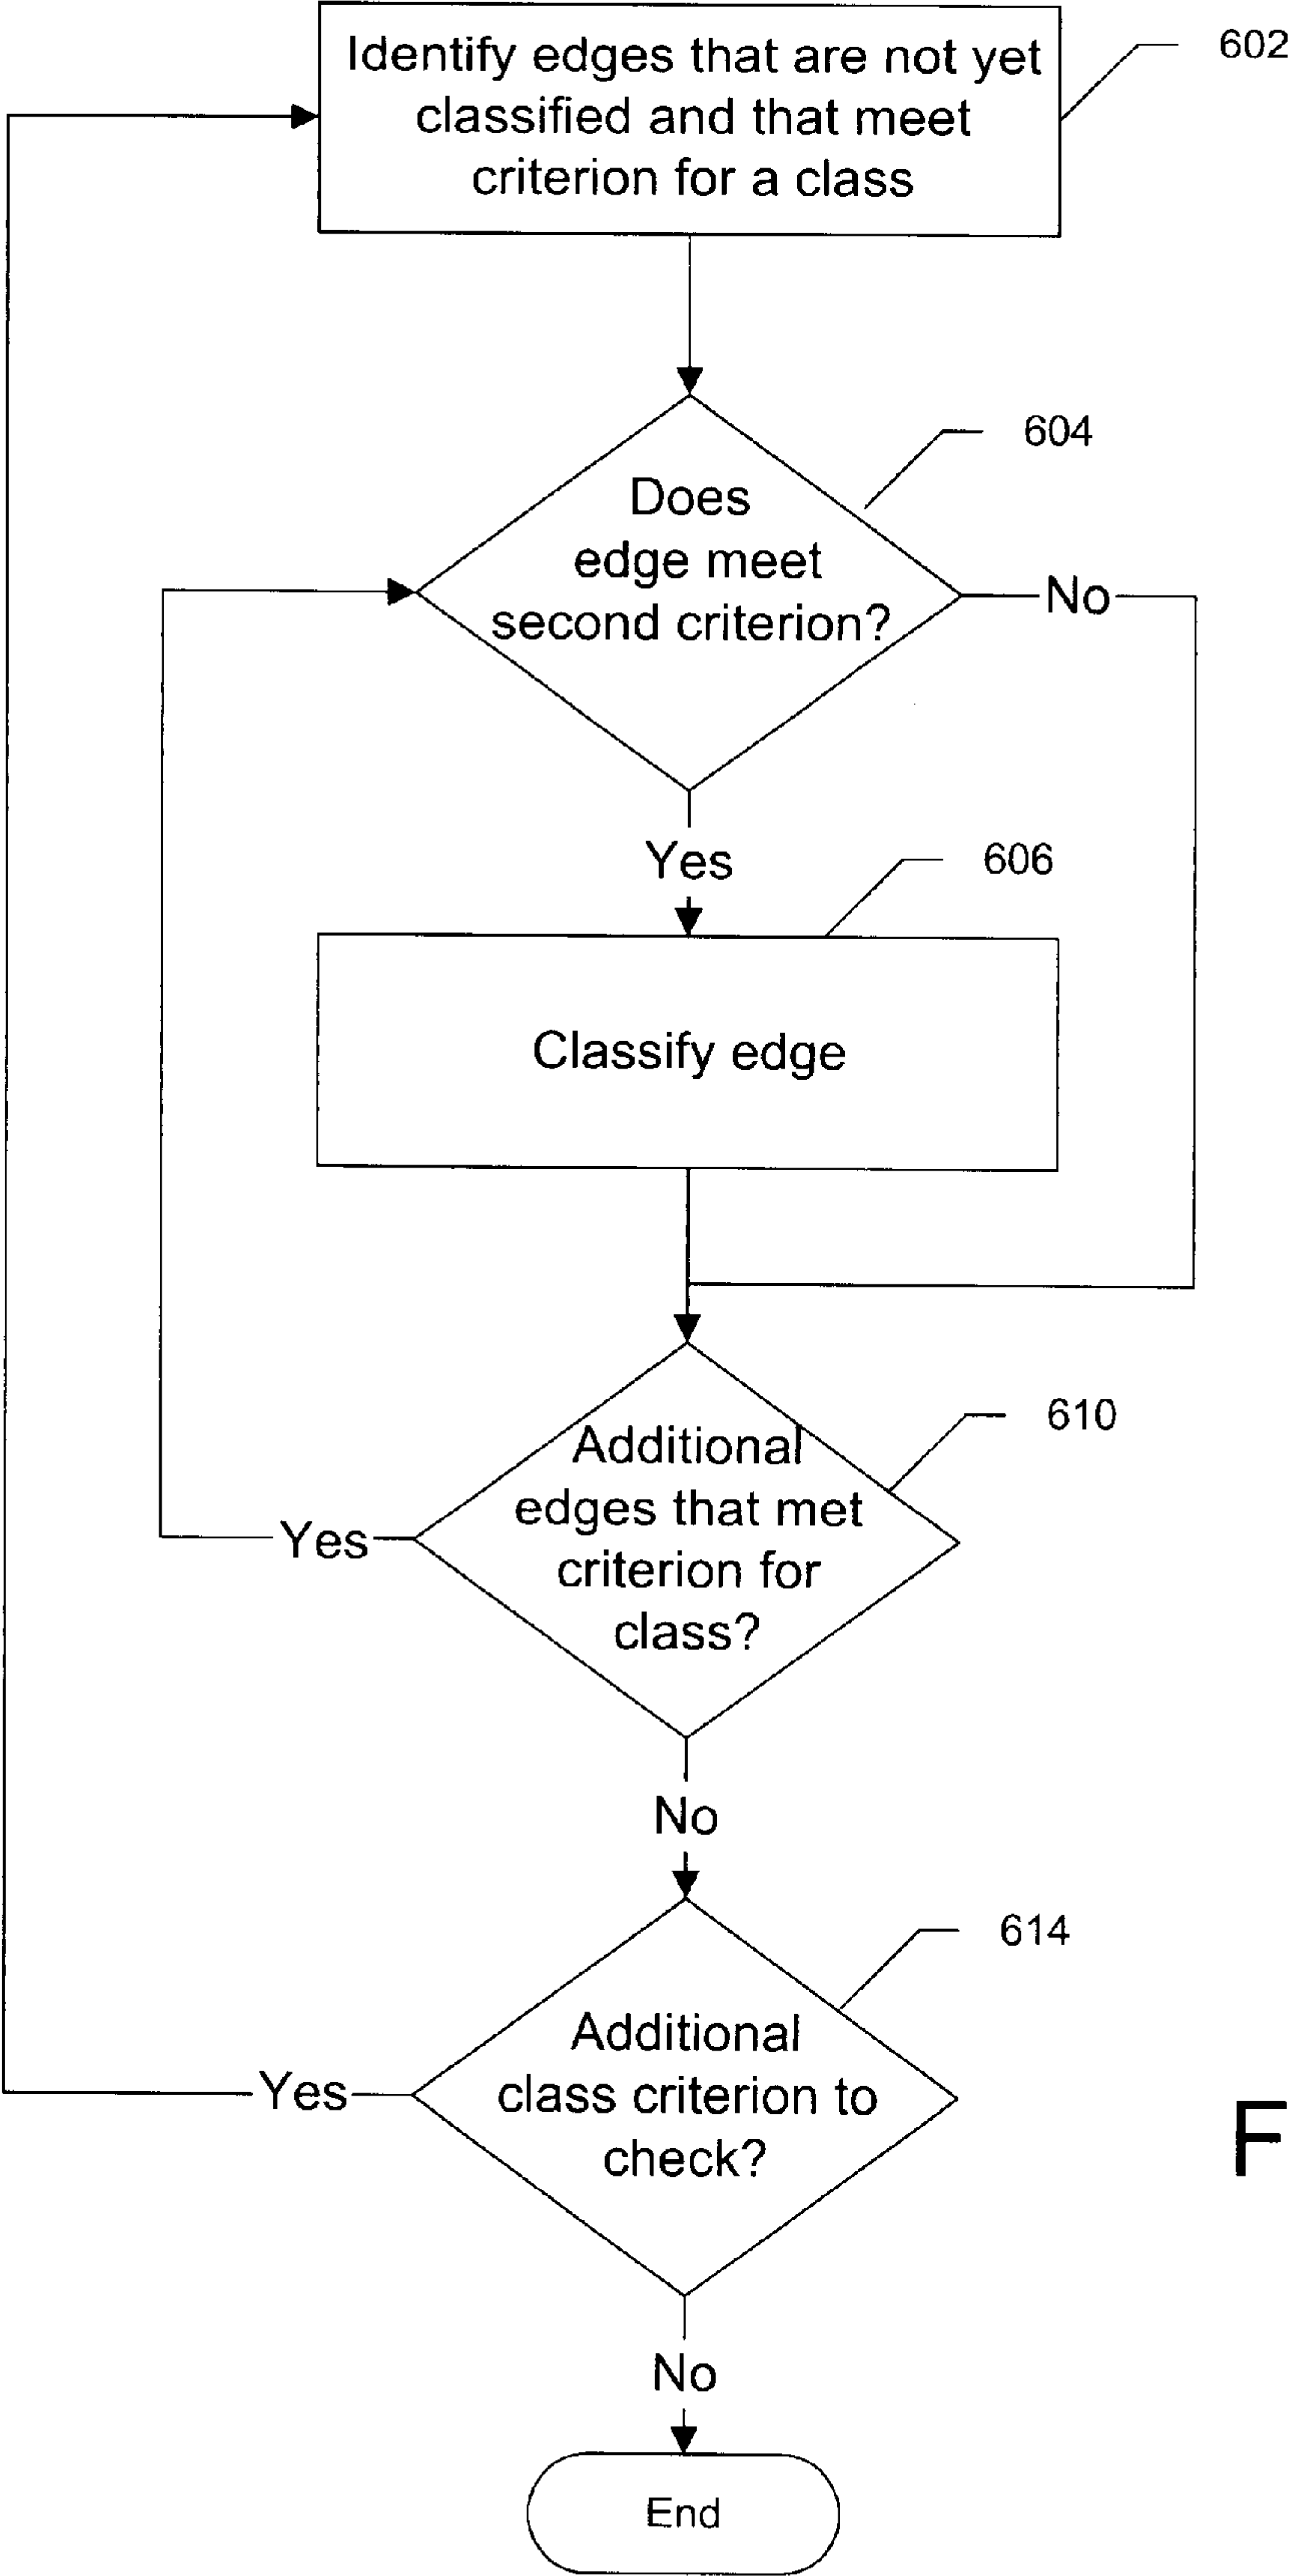 Identify edges that are not yet
classified and that meet
criterion for a class
602
604
Does
edge meet
second criterion?
No
Yes
606
Classify edge
610
Additional
edges that met
criterion for
class?
Yes
No
614
Additional
class criterion to
check?
Yes
F
No
End